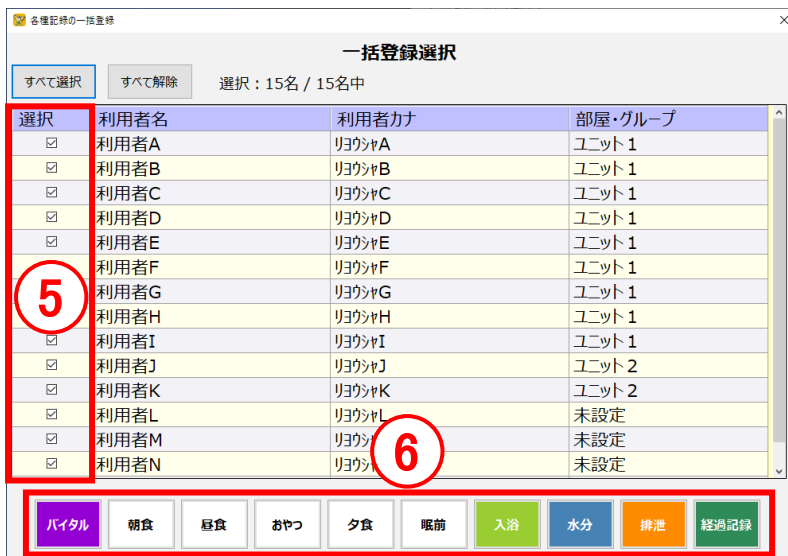 各種記録の一括登録
一括登録選択
すべて選択 すべて解除 選択：15名 / 15名中
選択 利用者名 利用者カナ 部屋・グループ
利用者A ﾘﾖｳｼｬA ユニット1
利用者B ﾘﾖｳｼｬB ユニット1
利用者C ﾘﾖｳｼｬC ユニット1
利用者D ﾘﾖｳｼｬD ユニット1
利用者E ﾘﾖｳｼｬE ユニット1
利用者F ﾘﾖｳｼｬF ユニット1
5 利用者G ﾘﾖｳｼｬG ユニット1
利用者H ﾘﾖｳｼｬH ユニット1
利用者I ﾘﾖｳｼｬI ユニット1
利用者J ﾘﾖｳｼｬJ ユニット2
利用者K ﾘﾖｳｼｬK ユニット2
利用者L ﾘﾖｳｼｬL 未設定
利用者M ﾘﾖｳ 6 未設定
利用者N ﾘﾖｳｼｬN 未設定
バイタル 朝食 昼食 おやつ 夕食 眠前 入浴 水分 排泄 経過記録